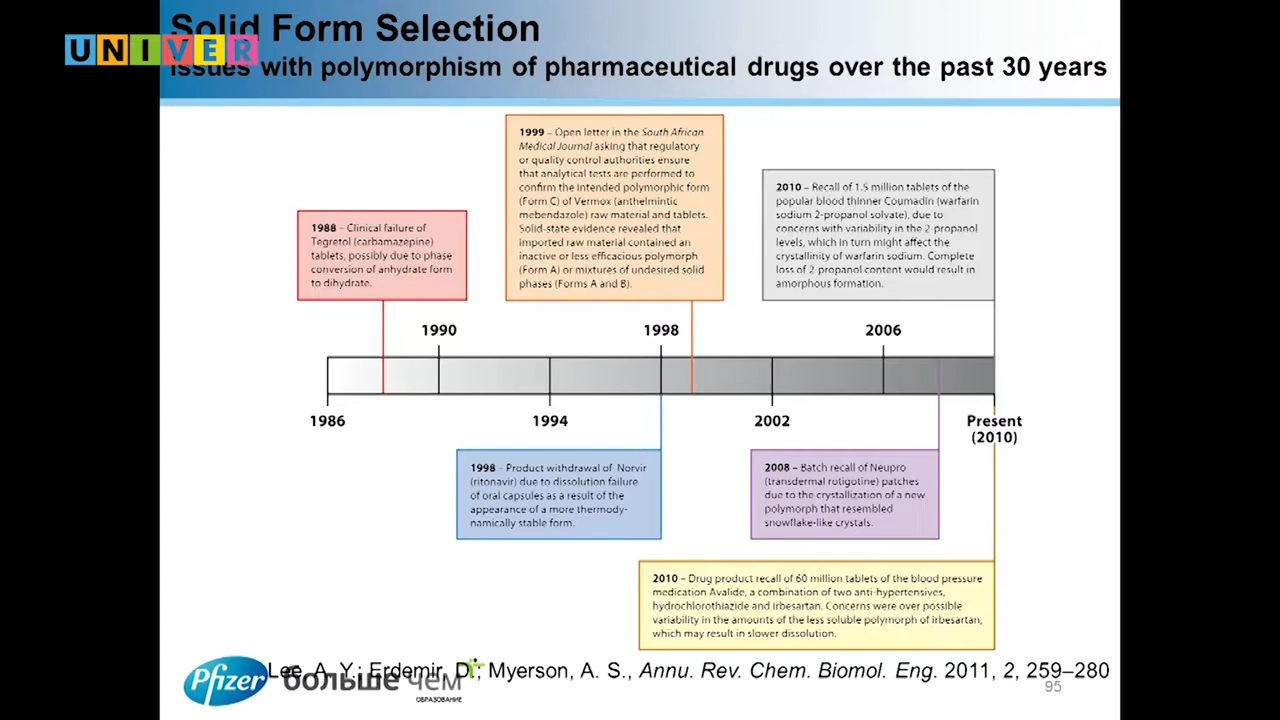 Solid Form Selection
UNIVER
Issues with polymorphism of pharmaceutical drugs over the past 30 years
1999 – Open letter in the South African
Medical Journal asking that regulatory
or quality control authorities ensure
that analytical tests are performed to
confirm the intended polymorphic form
(Form C) of Vermox (anthelmintic
mebendazole) raw material and tablets.
Solid-state evidence revealed that
imported raw material contained an
inactive or less efficacious polymorph
(Form A) or mixtures of undesired solid
phases (Forms A and B).
2010 – Recall of 1.5 million tablets of the
popular blood thinner Coumadin (warfarin
sodium 2-propanol solvate), due to
concerns with variability in the 2-propanol
levels, which in turn might affect the
crystallinity of warfarin sodium. Complete
loss of 2-propanol content would result in
amorphous formation.
1988 – Clinical failure of
Tegretol (carbamazepine)
tablets, possibly due to phase
conversion of anhydrate form
to dihydrate.
1990 1998 2006
1986 1994 2002 Present
(2010)
1998 – Product withdrawal of Norvir
(ritonavir) due to dissolution failure
of oral capsules as a result of the
appearance of a more thermody-
namically stable form.
2008 – Batch recall of Neupro
(transdermal rotigotine) patches
due to the crystallization of a new
polymorph that resembled
snowflake-like crystals.
2010 – Drug product recall of 60 million tablets of the blood pressure
medication Avalide, a combination of two anti-hypertensives,
hydrochlorothiazide and irbesartan. Concerns were over possible
variability in the amounts of the less soluble polymorph of irbesartan,
which may result in slower dissolution.
Lee, A. Y.; Erdemir, D.; Myerson, A. S., Annu. Rev. Chem. Biomol. Eng. 2011, 2, 259–280
Pfizer
больше чем
ОБРАЗОВАНИЕ
95